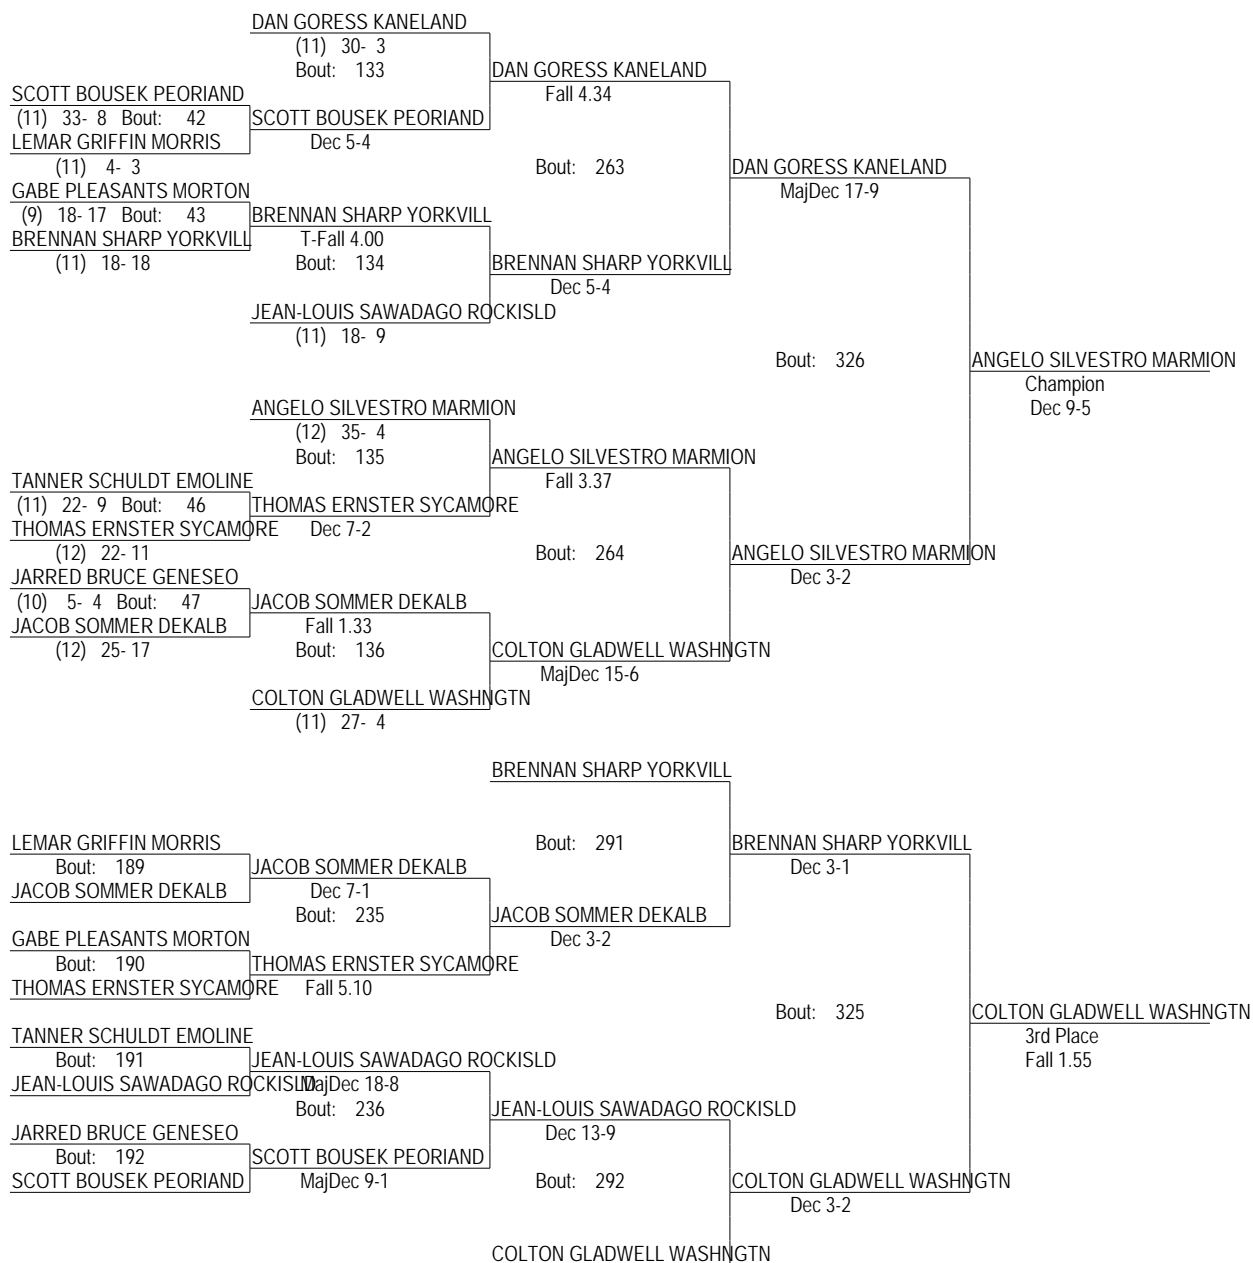 DAN GORESS KANELAND
(11) 30- 3
Bout: 133
DAN GORESS KANELAND
Fall 4.34
SCOTT BOUSEK PEORIAND
(11) 33- 8 Bout: 42
SCOTT BOUSEK PEORIAND
Dec 5-4
LEMAR GRIFFIN MORRIS
(11) 4- 3
Bout: 263
DAN GORESS KANELAND
MajDec 17-9
GABE PLEASANTS MORTON
(9) 18- 17 Bout: 43
BRENNAN SHARP YORKVILL
T-Fall 4.00
BRENNAN SHARP YORKVILL
(11) 18- 18
Bout: 134
BRENNAN SHARP YORKVILL
Dec 5-4
JEAN-LOUIS SAWADAGO ROCKISLD
(11) 18- 9
Bout: 326
ANGELO SILVESTRO MARMION
Champion
Dec 9-5
ANGELO SILVESTRO MARMION
(12) 35- 4
Bout: 135
ANGELO SILVESTRO MARMION
Fall 3.37
TANNER SCHULDT EMOLINE
(11) 22- 9 Bout: 46
THOMAS ERNSTER SYCAMORE
Dec 7-2
THOMAS ERNSTER SYCAMORE
(12) 22- 11
Bout: 264
ANGELO SILVESTRO MARMION
Dec 3-2
JARRED BRUCE GENESEO
(10) 5- 4 Bout: 47
JACOB SOMMER DEKALB
Fall 1.33
JACOB SOMMER DEKALB
(12) 25- 17
Bout: 136
COLTON GLADWELL WASHNGTN
MajDec 15-6
COLTON GLADWELL WASHNGTN
(11) 27- 4
BRENNAN SHARP YORKVILL
Bout: 291
BRENNAN SHARP YORKVILL
Dec 3-1
LEMAR GRIFFIN MORRIS
Bout: 189
JACOB SOMMER DEKALB
JACOB SOMMER DEKALB
Dec 7-1
Bout: 235
JACOB SOMMER DEKALB
Dec 3-2
GABE PLEASANTS MORTON
Bout: 190
THOMAS ERNSTER SYCAMORE
THOMAS ERNSTER SYCAMORE
Fall 5.10
Bout: 325
COLTON GLADWELL WASHNGTN
3rd Place
Fall 1.55
TANNER SCHULDT EMOLINE
Bout: 191
JEAN-LOUIS SAWADAGO ROCKISLD
JEAN-LOUIS SAWADAGO ROCKISLD
MajDec 18-8
Bout: 236
JEAN-LOUIS SAWADAGO ROCKISLD
Dec 13-9
JARRED BRUCE GENESEO
Bout: 192
SCOTT BOUSEK PEORIAND
SCOTT BOUSEK PEORIAND
MajDec 9-1
Bout: 292
COLTON GLADWELL WASHNGTN
Dec 3-2
COLTON GLADWELL WASHNGTN